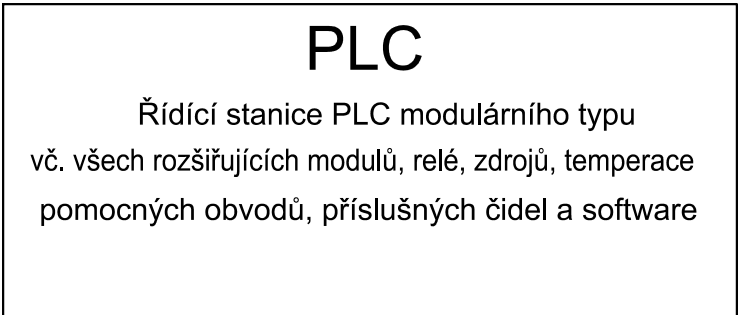 PLC
Řídící stanice PLC modulárního typu
vč. všech rozšiřujících modulů, relé, zdrojů, temperace
pomocných obvodů, příslušných čidel a software